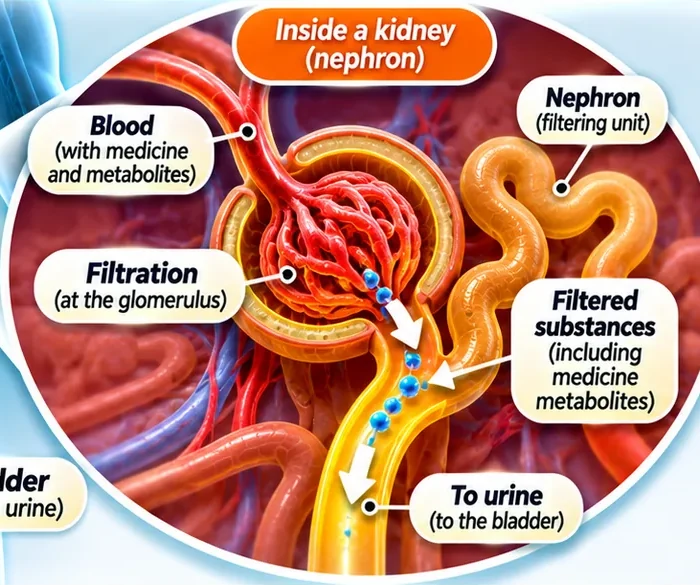 Inside a kidney
(nephron)
Blood
(with medicine
and metabolites)
Nephron
(filtering unit)
Filtration
(at the glomerulus)
Filtered
substances
(including
medicine
metabolites)
lder
urine)
To urine
(to the bladder)